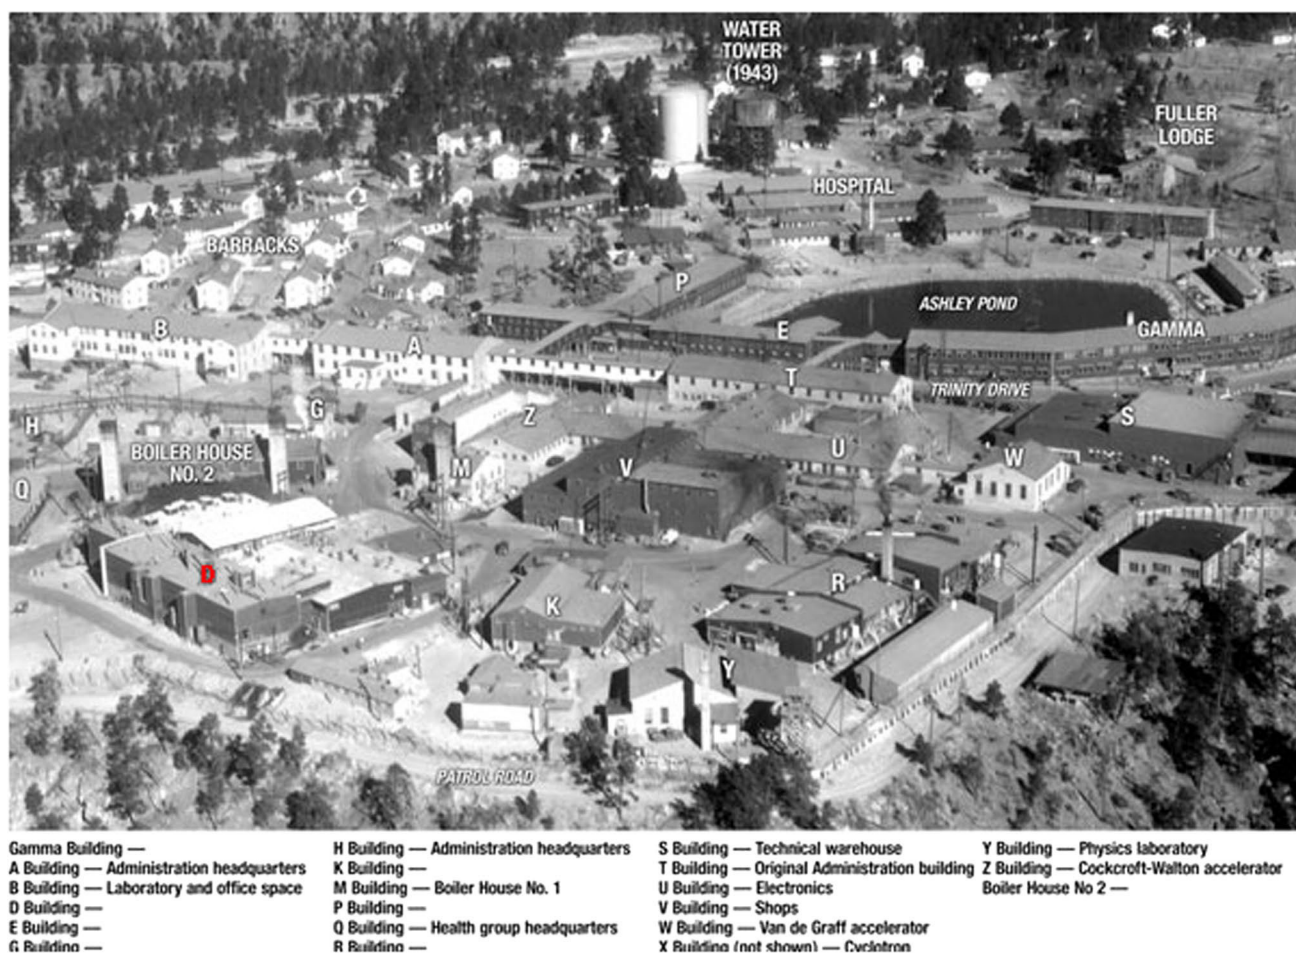 WATER
TOWER
(1943)
FULLER
LODGE
HOSPITAL
BARRACKS
P
ASHLEY POND
B
A
E
GAMMA
T
TRINITY DRIVE
G
Z
S
H
BOILER HOUSE
NO. 2
M
V
U
W
Q
D
K
R
Y
PATROL ROAD
Gamma Building —
A Building — Administration headquarters
B Building — Laboratory and office space
D Building —
E Building —
G Building —
H Building — Administration headquarters
K Building —
M Building — Boiler House No. 1
P Building —
Q Building — Health group headquarters
R Building —
S Building — Technical warehouse
T Building — Original Administration building
U Building — Electronics
V Building — Shops
W Building — Van de Graff accelerator
X Building (not shown) — Cyclotron
Y Building — Physics laboratory
Z Building — Cockcroft-Walton accelerator
Boiler House No 2 —